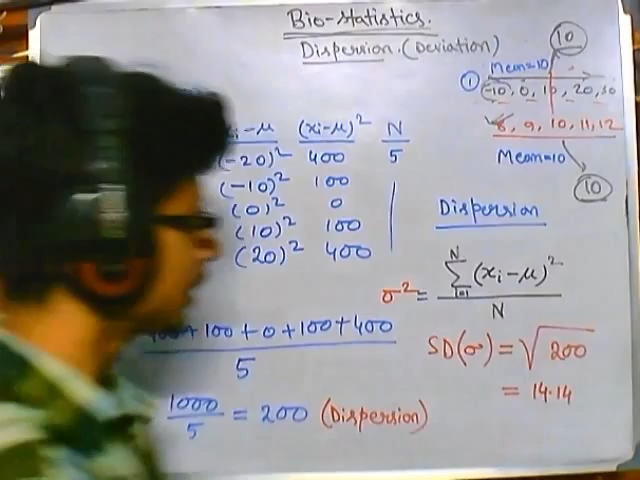 Bio-Statistics.
Dispersion. (Deviation)
10
Mean=10
① -10, 0, 10, 20, 30
8, 9, 10, 11, 12
Mean=10
10
xi-μ (xi-μ)² N
(-20)² 400 5
(-10)² 100
(0)² 0
(10)² 100
(20)² 400
Dispersion
σ² = N Σ i=1 (xi-μ)² / N
+100+0+100+400
5
SD(σ) = √200
= 14.14
1000/5 = 200 (Dispersion)